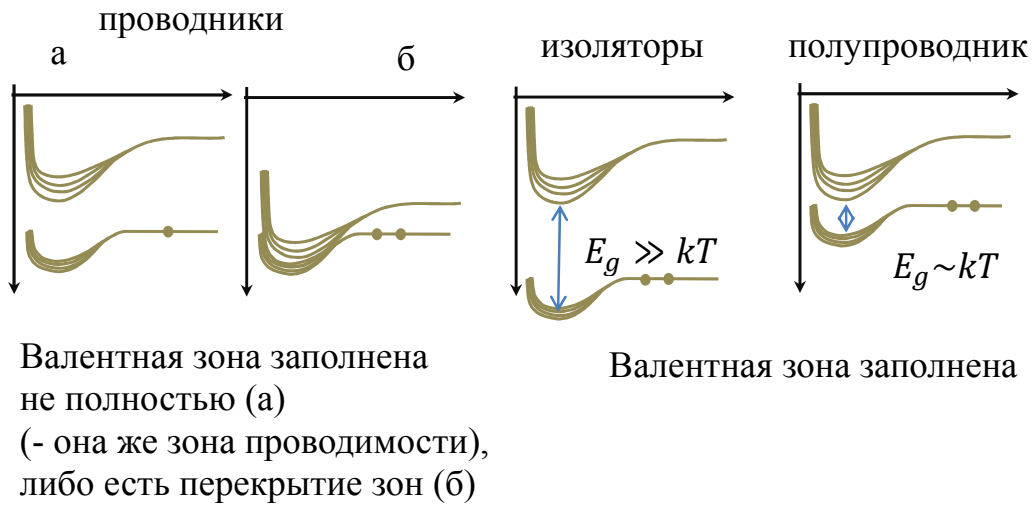 проводники
а
б
изоляторы
полупроводник
E_g ≫ kT
E_g~kT
Валентная зона заполнена
не полностью (а)
(- она же зона проводимости),
либо есть перекрытие зон (б)
Валентная зона заполнена